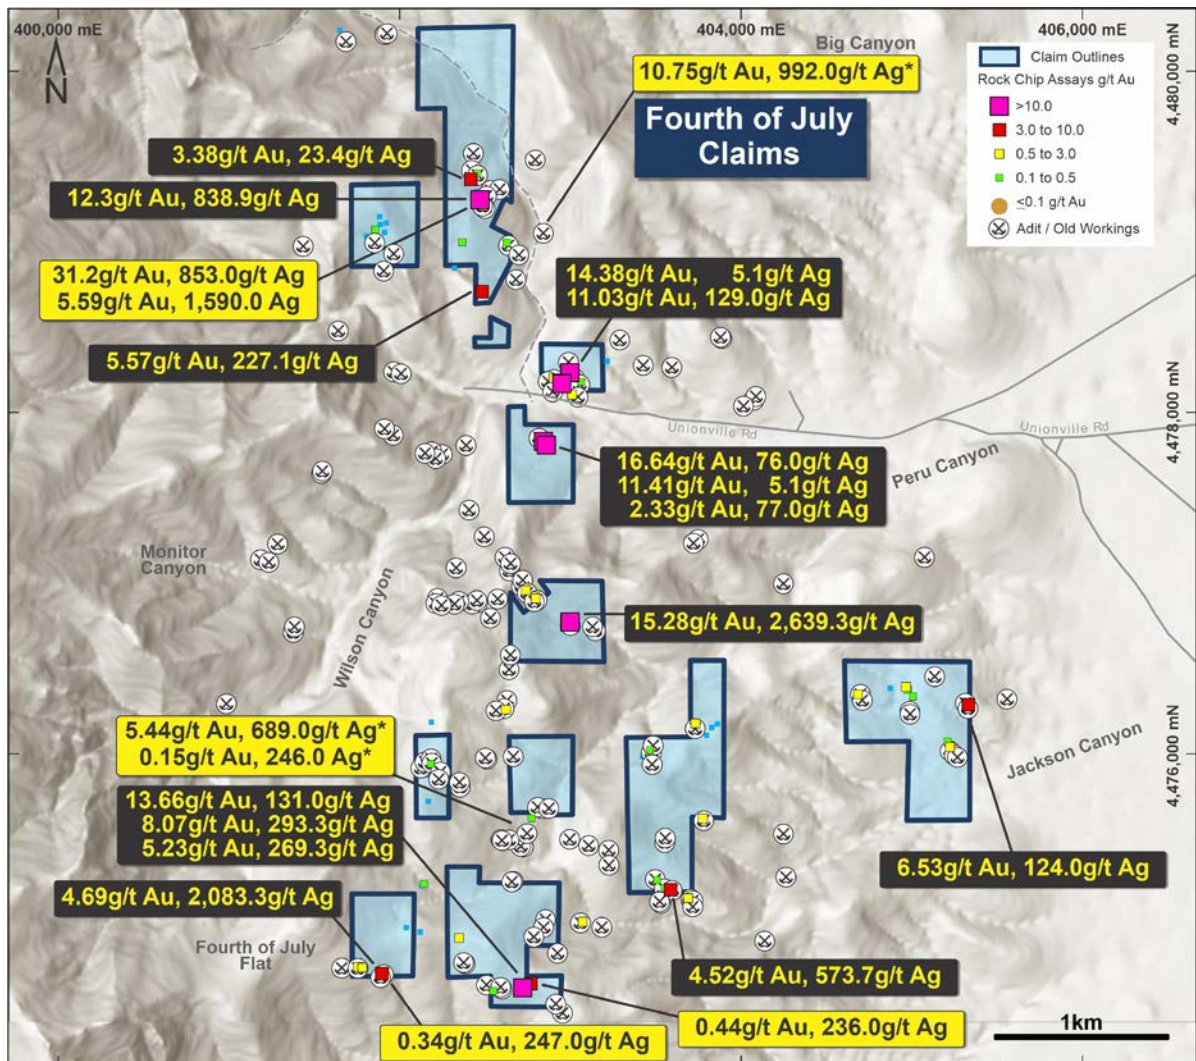 400,000 mE
404,000 mE
406,000 mE
N
Big Canyon
4,480,000 mN
10.75g/t Au, 992.0g/t Ag*
Fourth of July
Claims
Claim Outlines
Rock Chip Assays g/t Au
>10.0
3.0 to 10.0
0.5 to 3.0
0.1 to 0.5
≤0.1 g/t Au
Adit / Old Workings
3.38g/t Au, 23.4g/t Ag
12.3g/t Au, 838.9g/t Ag
31.2g/t Au, 853.0g/t Ag
5.59g/t Au, 1,590.0 Ag
14.38g/t Au, 5.1g/t Ag
11.03g/t Au, 129.0g/t Ag
5.57g/t Au, 227.1g/t Ag
4,478,000 mN
Unionville Rd
Unionville Rd
16.64g/t Au, 76.0g/t Ag
11.41g/t Au, 5.1g/t Ag
2.33g/t Au, 77.0g/t Ag
Peru Canyon
Monitor
Canyon
Wilson Canyon
15.28g/t Au, 2,639.3g/t Ag
5.44g/t Au, 689.0g/t Ag*
0.15g/t Au, 246.0 Ag*
Jackson Canyon
4,476,000 mN
13.66g/t Au, 131.0g/t Ag
8.07g/t Au, 293.3g/t Ag
5.23g/t Au, 269.3g/t Ag
6.53g/t Au, 124.0g/t Ag
4.69g/t Au, 2,083.3g/t Ag
Fourth of July
Flat
4.52g/t Au, 573.7g/t Ag
0.34g/t Au, 247.0g/t Ag
0.44g/t Au, 236.0g/t Ag
1km